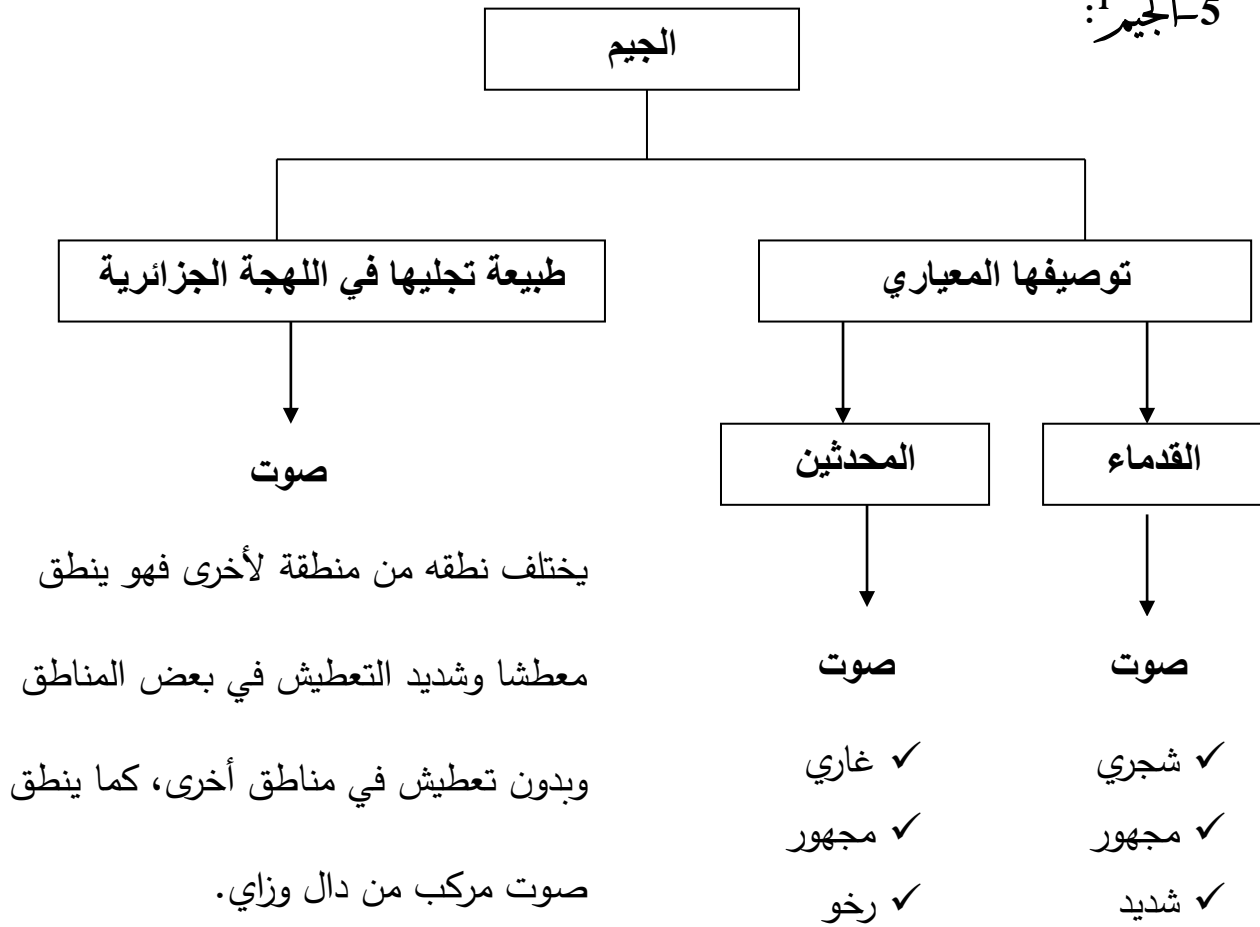 5-الجيم1:
الجيم
توصيفها المعياري
طبيعة تجليها في اللهجة الجزائرية
القدماء
المحدثين
صوت
✓ شجري
✓ مجهور
✓ شديد
صوت
✓ غاري
✓ مجهور
✓ رخو
صوت
يختلف نطقه من منطقة لأخرى فهو ينطق
معطشا وشديد التعطيش في بعض المناطق
وبدون تعطيش في مناطق أخرى، كما ينطق
صوت مركب من دال وزاي.